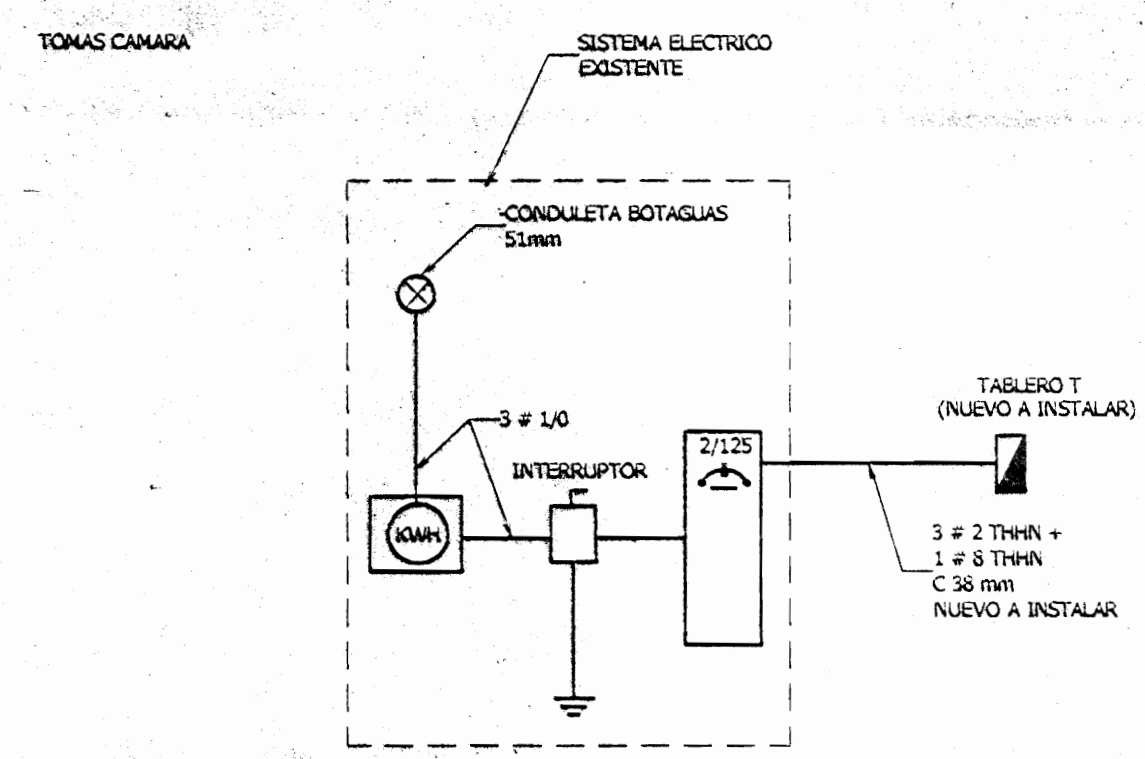 TOMAS CAMARA
SISTEMA ELECTRICO
EXISTENTE
CONDULETA BOTAGUAS
51mm
TABLERO T
(NUEVO A INSTALAR)
3 # 1/0
2/125
INTERRUPTOR
KWH
3 # 2 THHN +
1 # 8 THHN
C 38 mm
NUEVO A INSTALAR